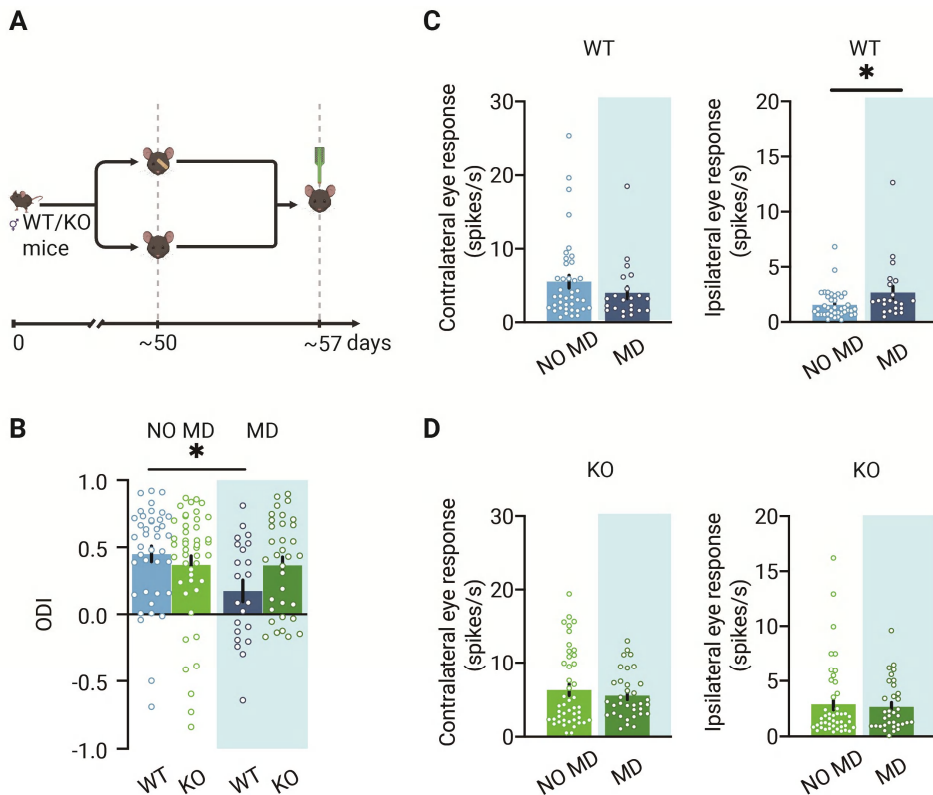 A
⚥ WT/KO
mice
0
~50
~57 days
B
NO MD
MD
*
ODI
1.0
0.5
0.0
-0.5
-1.0
WT
KO
WT
KO
C
WT
Contralateral eye response
(spikes/s)
30
20
10
0
NO MD
MD
WT
*
Ipsilateral eye response
(spikes/s)
20
15
10
5
0
NO MD
MD
D
KO
Contralateral eye response
(spikes/s)
30
20
10
0
NO MD
MD
KO
Ipsilateral eye response
(spikes/s)
20
15
10
5
0
NO MD
MD